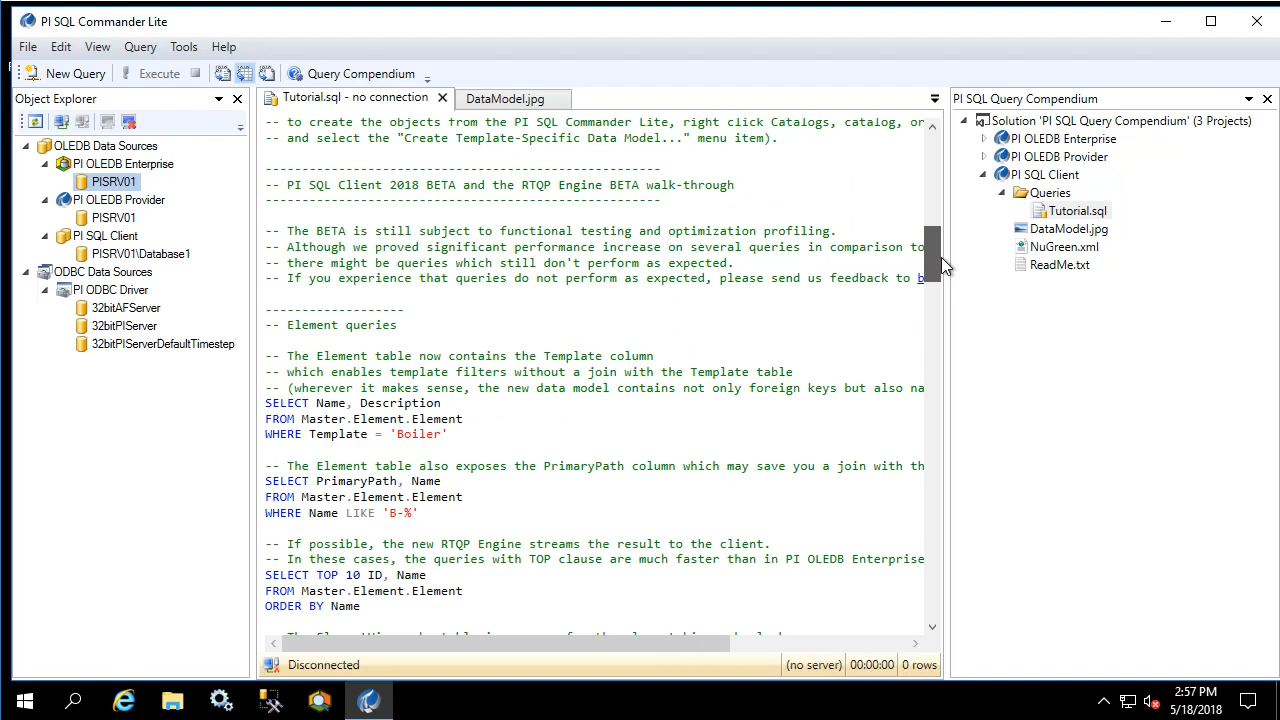 PI SQL Commander Lite
File Edit View Query Tools Help
New Query Execute Query Compendium
Object Explorer
OLEDB Data Sources
PI OLEDB Enterprise
PISRV01
PI OLEDB Provider
PISRV01
PI SQL Client
PISRV01\Database1
ODBC Data Sources
PI ODBC Driver
32bitAFServer
32bitPIServer
32bitPIServerDefaultTimestep
Tutorial.sql - no connection DataModel.jpg
-- to create the objects from the PI SQL Commander Lite, right click Catalogs, catalog, or
-- and select the "Create Template-Specific Data Model..." menu item).
-------------------------------------------------------------------
-- PI SQL Client 2018 BETA and the RTQP Engine BETA walk-through
-------------------------------------------------------------------
-- The BETA is still subject to functional testing and optimization profiling.
-- Although we proved significant performance increase on several queries in comparison to
-- there might be queries which still don't perform as expected.
-- If you experience that queries do not perform as expected, please send us feedback to b
-------------------
-- Element queries
-- The Element table now contains the Template column
-- which enables template filters without a join with the Template table
-- (wherever it makes sense, the new data model contains not only foreign keys but also na
SELECT Name, Description
FROM Master.Element.Element
WHERE Template = 'Boiler'
-- The Element table also exposes the PrimaryPath column which may save you a join with th
SELECT PrimaryPath, Name
FROM Master.Element.Element
WHERE Name LIKE 'B-%'
-- If possible, the new RTQP Engine streams the result to the client.
-- In these cases, the queries with TOP clause are much faster than in PI OLEDB Enterprise
SELECT TOP 10 ID, Name
FROM Master.Element.Element
ORDER BY Name
Disconnected (no server) 00:00:00 0 rows
PI SQL Query Compendium
Solution 'PI SQL Query Compendium' (3 Projects)
PI OLEDB Enterprise
PI OLEDB Provider
PI SQL Client
Queries
Tutorial.sql
DataModel.jpg
NuGreen.xml
ReadMe.txt
2:57 PM
5/18/2018